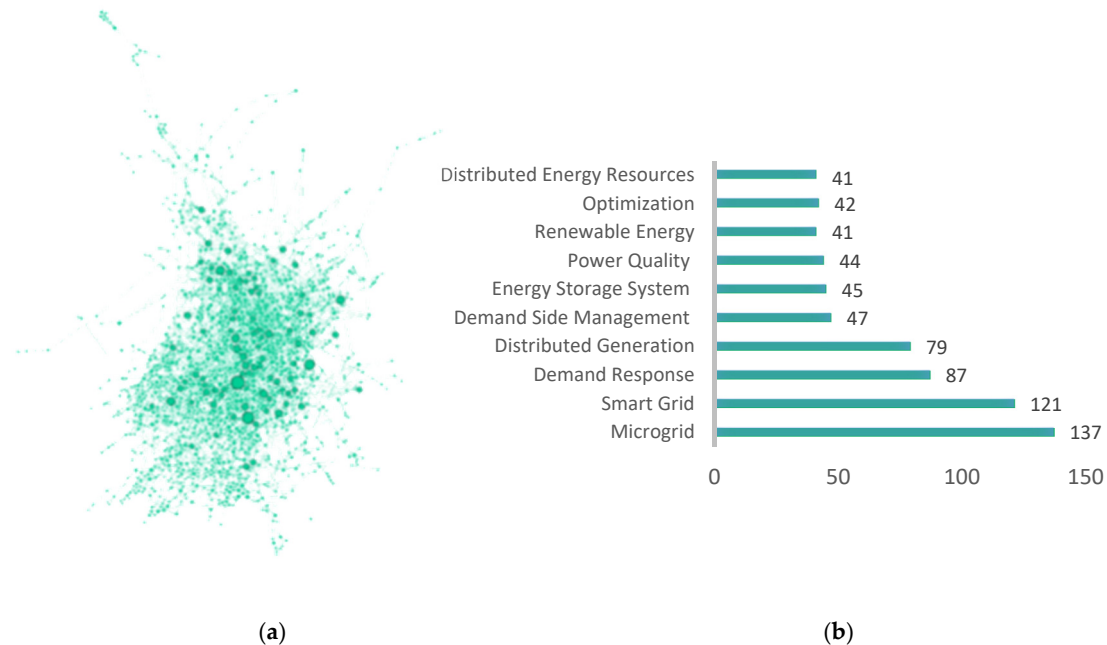 Distributed Energy Resources 41
Optimization 42
Renewable Energy 41
Power Quality 44
Energy Storage System 45
Demand Side Management 47
Distributed Generation 79
Demand Response 87
Smart Grid 121
Microgrid 137
0 50 100 150
(a) (b)